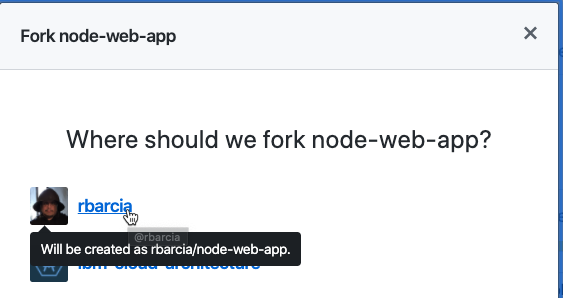 Fork node-web-app
Where should we fork node-web-app?
rbarcia
@rbarcia
Will be created as rbarcia/node-web-app.
ibm-cloud-architecture